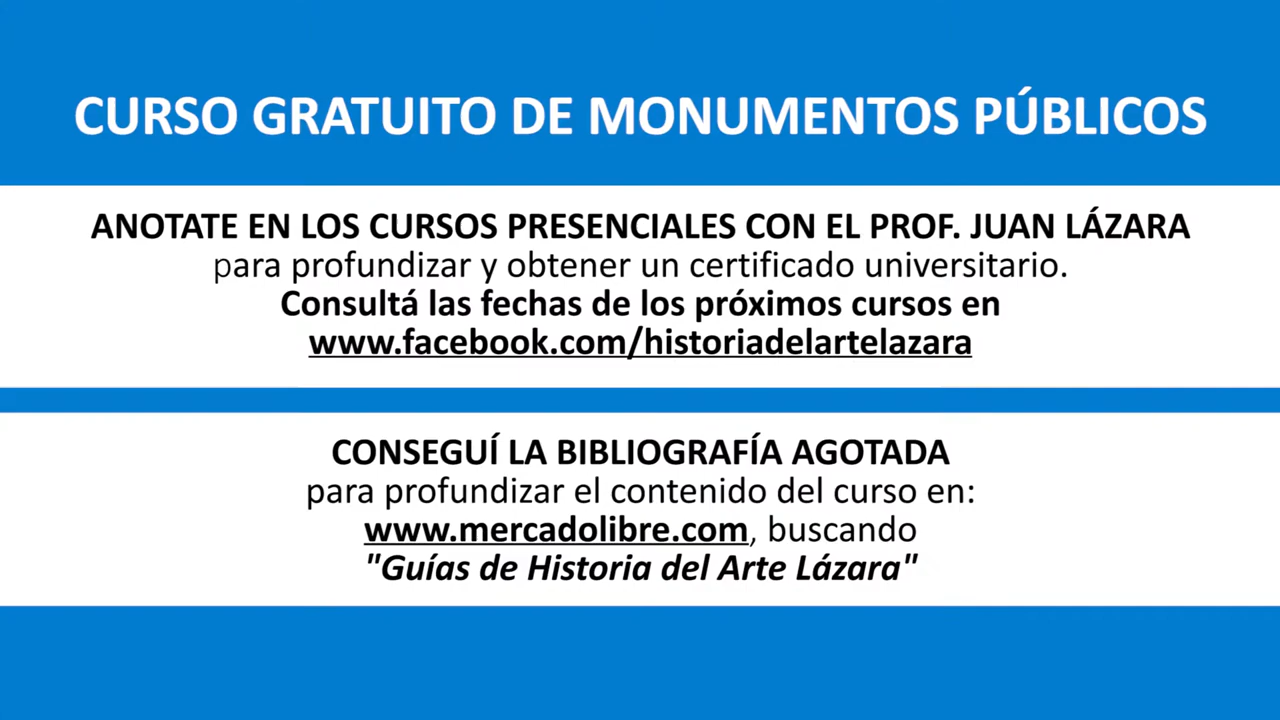 CURSO GRATUITO DE MONUMENTOS PÚBLICOS
ANOTATE EN LOS CURSOS PRESENCIALES CON EL PROF. JUAN LÁZARA
para profundizar y obtener un certificado universitario.
Consultá las fechas de los próximos cursos en
www.facebook.com/historiadelartelazara
CONSEGUÍ LA BIBLIOGRAFÍA AGOTADA
para profundizar el contenido del curso en:
www.mercadolibre.com, buscando
"Guías de Historia del Arte Lázara"